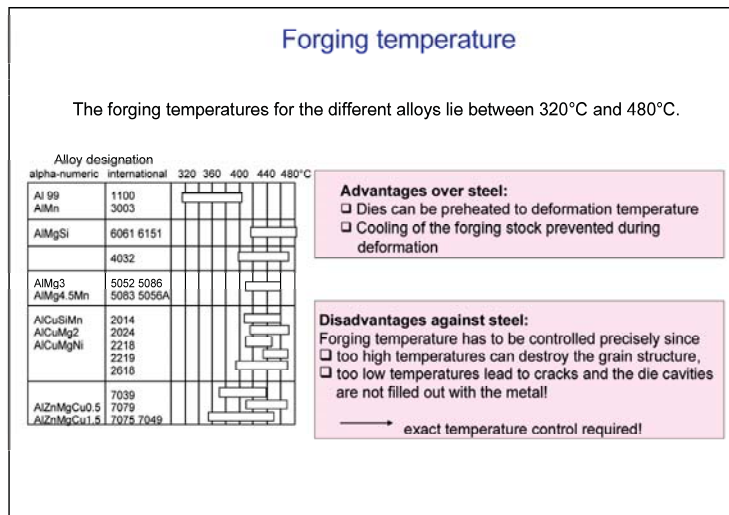 Forging temperature
The forging temperatures for the different alloys lie between 320°C and 480°C.
Alloy designation
alpha-numeric international 320 360 400 440 480°C
Al 99 1100
AlMn 3003
AlMgSi 6061 6151
4032
AlMg3 5052 5086
AlMg4.5Mn 5083 5056A
AlCuSiMn 2014
AlCuMg2 2024
AlCuMgNi 2218
2219
2618
7039
AlZnMgCu0.5 7079
AlZnMgCu1.5 7075 7049
Advantages over steel:
❑ Dies can be preheated to deformation temperature
❑ Cooling of the forging stock prevented during
deformation
Disadvantages against steel:
Forging temperature has to be controlled precisely since
❑ too high temperatures can destroy the grain structure,
❑ too low temperatures lead to cracks and the die cavities
are not filled out with the metal!
exact temperature control required!